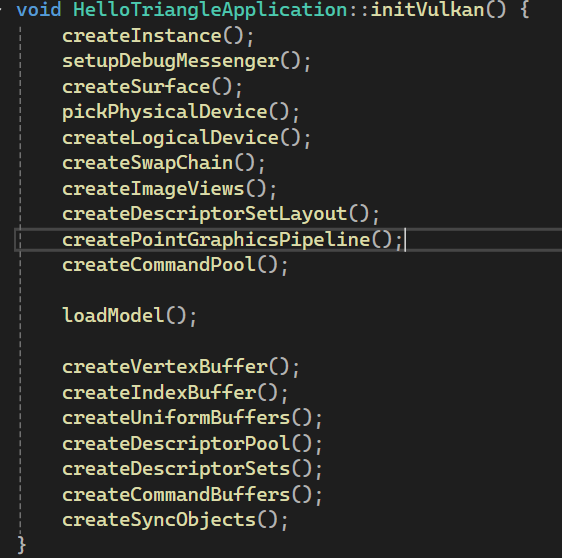 void HelloTriangleApplication::initVulkan() {
createInstance();
setupDebugMessenger();
createSurface();
pickPhysicalDevice();
createLogicalDevice();
createSwapChain();
createImageViews();
createDescriptorSetLayout();
createPointGraphicsPipeline();
createCommandPool();
loadModel();
createVertexBuffer();
createIndexBuffer();
createUniformBuffers();
createDescriptorPool();
createDescriptorSets();
createCommandBuffers();
createSyncObjects();
}